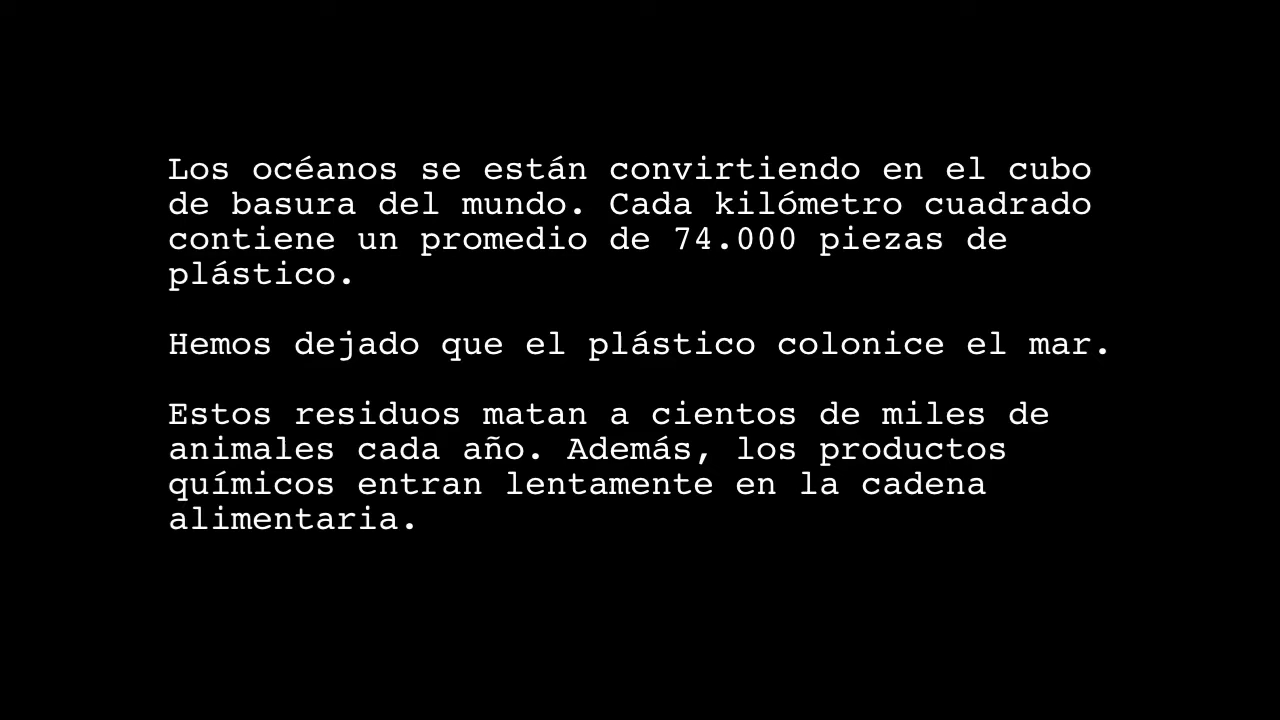 Los océanos se están convirtiendo en el cubo
de basura del mundo. Cada kilómetro cuadrado
contiene un promedio de 74.000 piezas de
plástico.
Hemos dejado que el plástico colonice el mar.
Estos residuos matan a cientos de miles de
animales cada año. Además, los productos
químicos entran lentamente en la cadena
alimentaria.